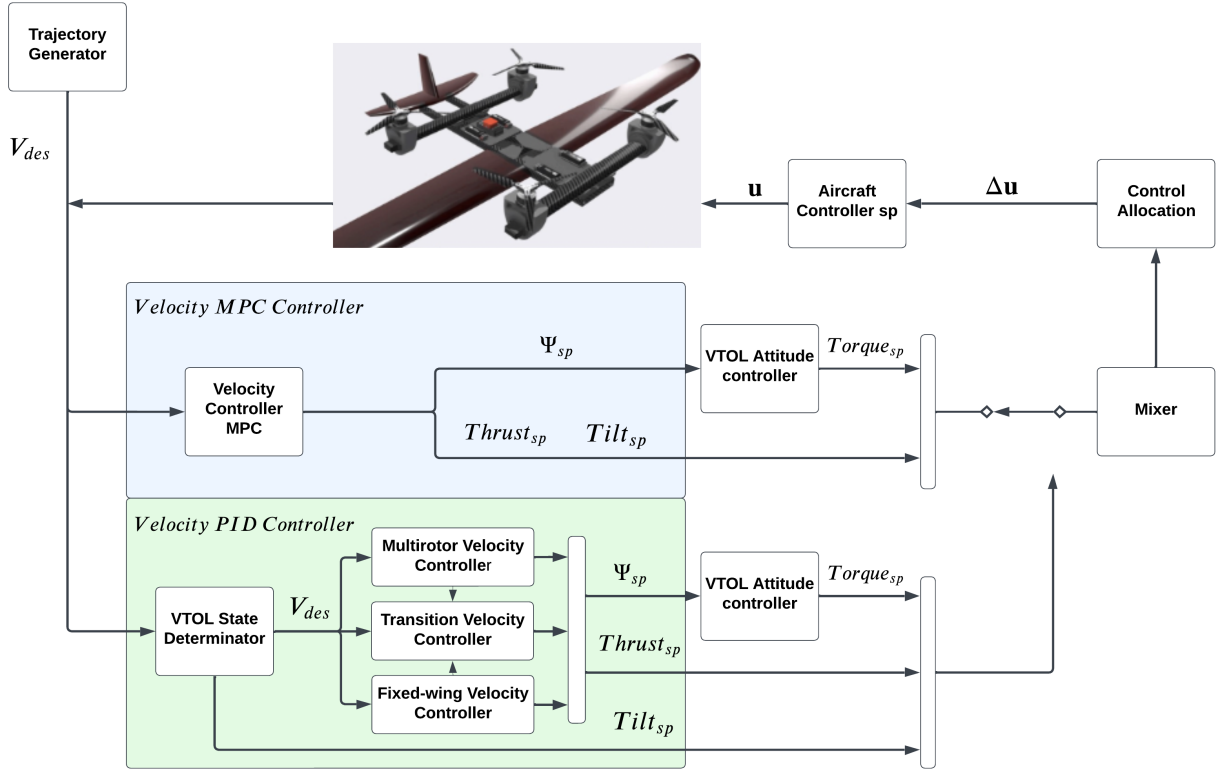 Trajectory
Generator
V_des
u
Aircraft
Controller sp
Δu
Control
Allocation
Velocity MPC Controller
Velocity
Controller
MPC
Ψ_sp
Thrust_sp
Tilt_sp
VTOL Attitude
controller
Torque_sp
Mixer
Velocity PID Controller
VTOL State
Determinator
V_des
Multirotor Velocity
Controller
Transition Velocity
Controller
Fixed-wing Velocity
Controller
Ψ_sp
Thrust_sp
Tilt_sp
VTOL Attitude
controller
Torque_sp